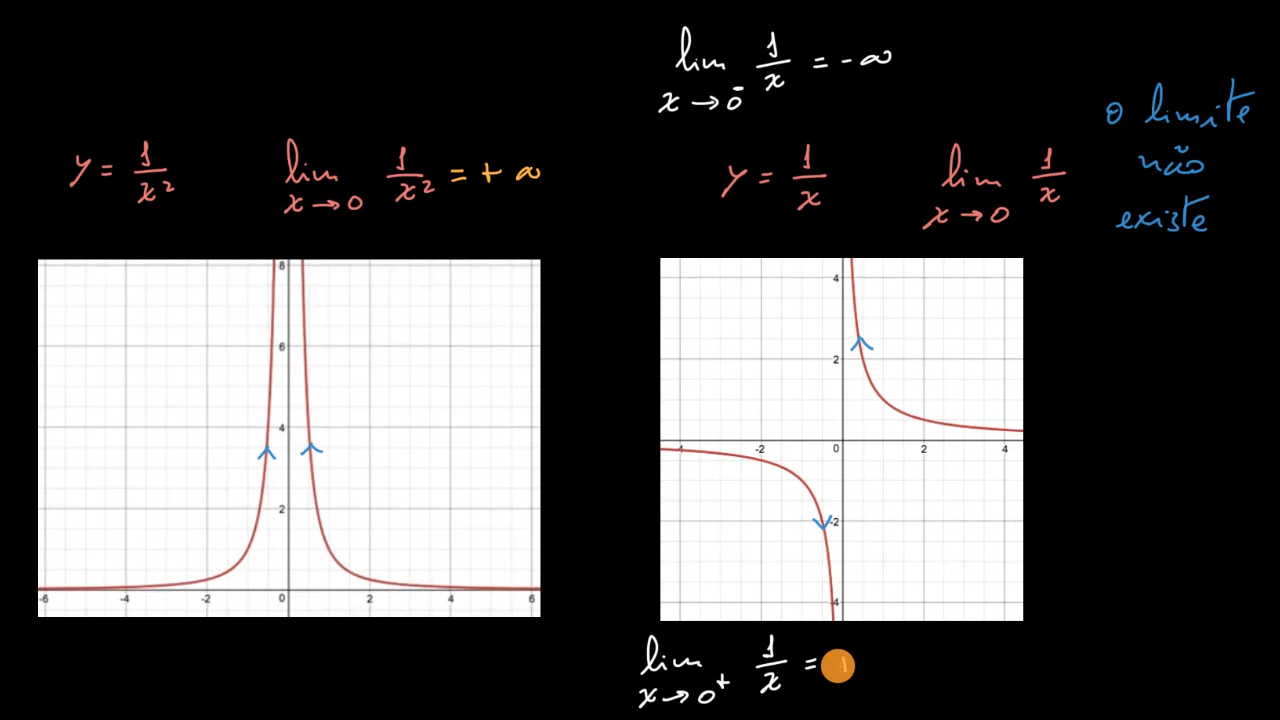 y = 1/x² lim x→0 1/x² = + ∞
8
6
4
2
-6 -4 -2 0 2 4 6
lim x→0⁻ 1/x = - ∞
y = 1/x lim x→0 1/x
o limite
não
existe
4
2
-4 -2 0 2 4
-2
-4
lim x→0⁺ 1/x =